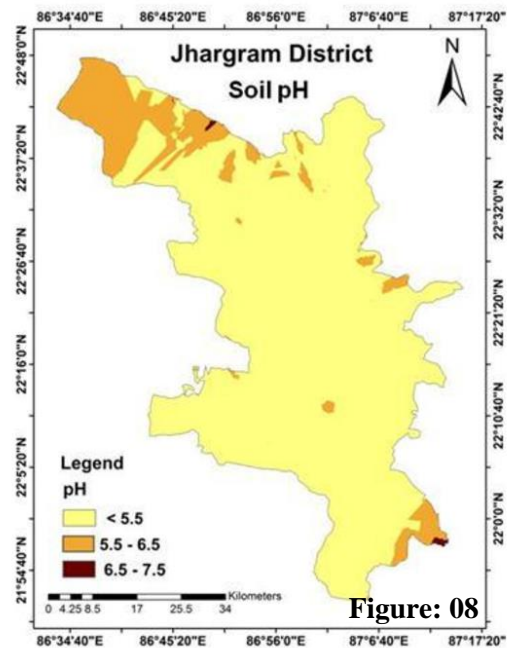 86°34'40"E 86°45'20"E 86°56'0"E 87°6'40"E 87°17'20"E
Jhargram District
Soil pH
N
22°48'0"N
22°37'20"N
22°26'40"N
22°16'0"N
22°5'20"N
21°54'40"N
22°42'40"N
22°32'0"N
22°21'20"N
22°10'40"N
22°0'0"N
Legend
pH
< 5.5
5.5 - 6.5
6.5 - 7.5
Kilometers
0 4.25 8.5 17 25.5 34
Figure: 08
86°34'40"E 86°45'20"E 86°56'0"E 87°6'40"E 87°17'20"E